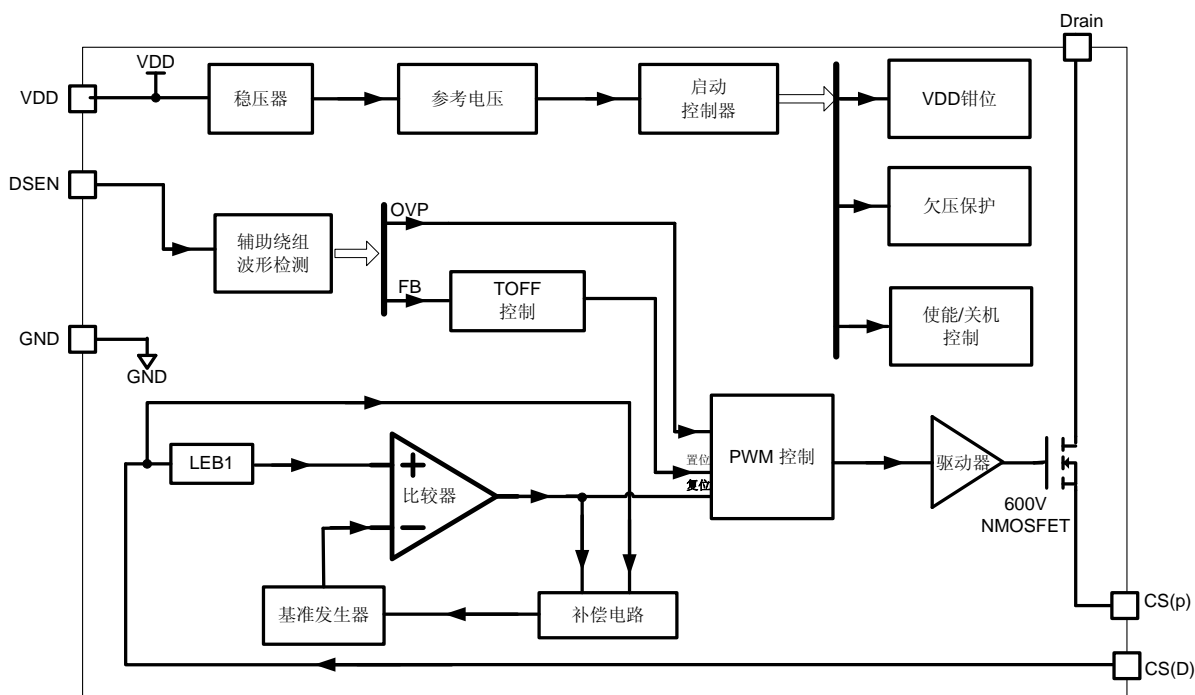 Drain
VDD
VDD
稳压器
参考电压
启动
控制器
VDD钳位
DSEN
辅助绕组
波形检测
OVP
FB
TOFF
控制
欠压保护
使能/关机
控制
GND
GND
LEB1
比较器
置位
复位
PWM 控制
驱动器
600V
NMOSFET
基准发生器
补偿电路
CS(p)
CS(D)